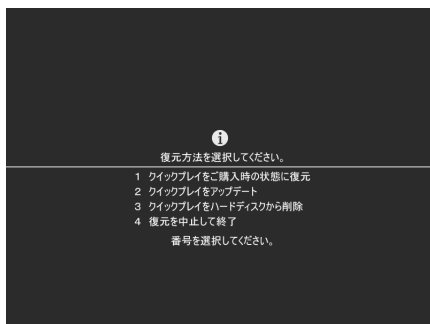 復元方法を選択してください。
1 クイックプレイをご購入時の状態に復元
2 クイックプレイをアップデート
3 クイックプレイをハードディスクから削除
4 復元を中止して終了
番号を選択してください。